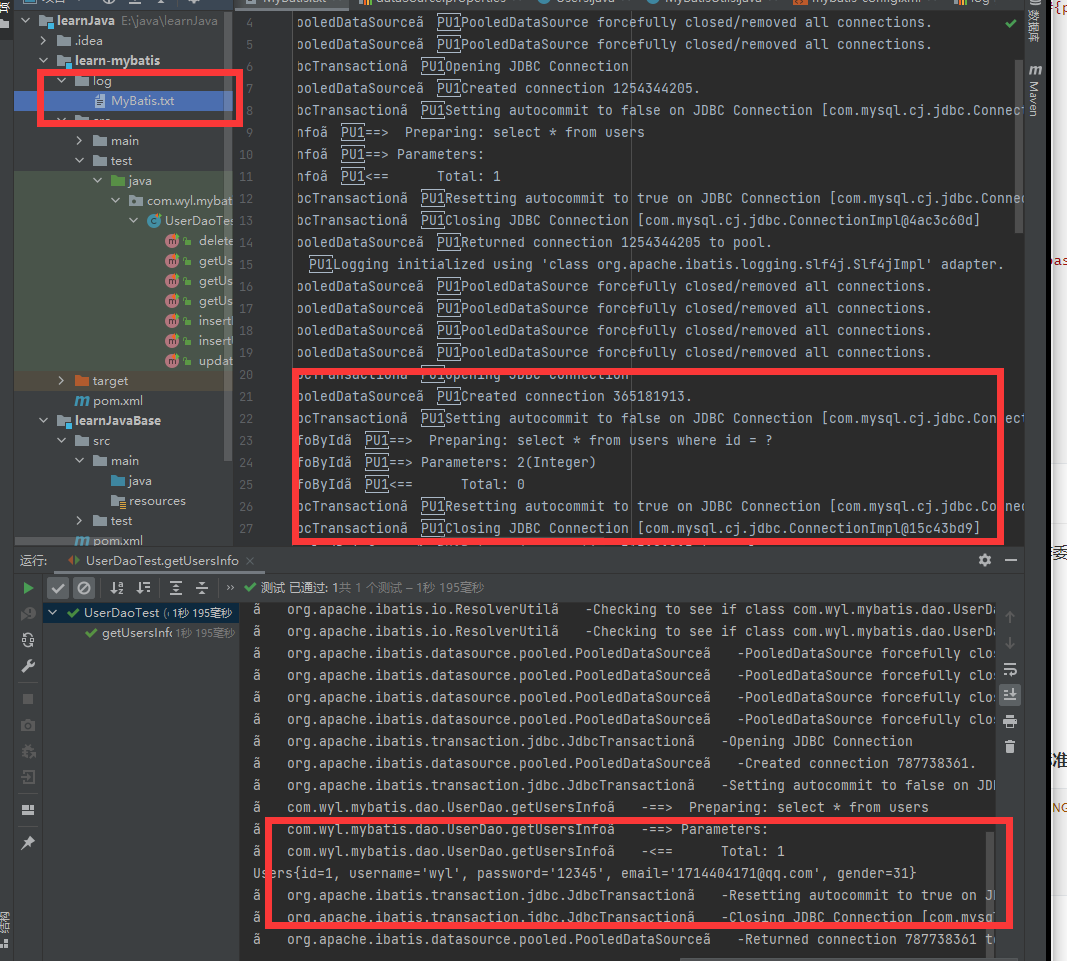 learnJava E:\java\learnJava
.idea
learn-mybatis
log
MyBatis.txt
main
test
java
com.wyl.mybat
UserDaoTes
delete
getUs
getUs
getUs
insert
insert
updat
target
pom.xml
learnJavaBase
src
main
java
resources
test
pom.xml
4 ooledDataSourceã PU1PooledDataSource forcefully closed/removed all connections.
5 ooledDataSourceã PU1PooledDataSource forcefully closed/removed all connections.
6 bcTransactionã PU1Opening JDBC Connection
7 ooledDataSourceã PU1Created connection 1254344205.
8 bcTransactionã PU1Setting autocommit to false on JDBC Connection [com.mysql.cj.jdbc.Connect
9 nfoã PU1==>  Preparing: select * from users
10 nfoã PU1==> Parameters:
11 nfoã PU1<==      Total: 1
12 bcTransactionã PU1Resetting autocommit to true on JDBC Connection [com.mysql.cj.jdbc.Connec
13 bcTransactionã PU1Closing JDBC Connection [com.mysql.cj.jdbc.ConnectionImpl@4ac3c60d]
14 ooledDataSourceã PU1Returned connection 1254344205 to pool.
15 PU1Logging initialized using 'class org.apache.ibatis.logging.slf4j.Slf4jImpl' adapter.
16 ooledDataSourceã PU1PooledDataSource forcefully closed/removed all connections.
17 ooledDataSourceã PU1PooledDataSource forcefully closed/removed all connections.
18 ooledDataSourceã PU1PooledDataSource forcefully closed/removed all connections.
19 ooledDataSourceã PU1PooledDataSource forcefully closed/removed all connections.
20 bcTransactionã PU1Opening JDBC Connection
21 ooledDataSourceã PU1Created connection 365181913.
22 bcTransactionã PU1Setting autocommit to false on JDBC Connection [com.mysql.cj.jdbc.Connect
23 foByIdã PU1==>  Preparing: select * from users where id = ?
24 foByIdã PU1==> Parameters: 2(Integer)
25 foByIdã PU1<==      Total: 0
26 bcTransactionã PU1Resetting autocommit to true on JDBC Connection [com.mysql.cj.jdbc.Connec
27 bcTransactionã PU1Closing JDBC Connection [com.mysql.cj.jdbc.ConnectionImpl@15c43bd9]
数据库
Maven
运行: UserDaoTest.getUsersInfo
测试 已通过: 1共 1 个测试 – 1秒 195毫秒
UserDaoTest 1秒 195毫秒
getUsersInfo 1秒 195毫秒
ã org.apache.ibatis.io.ResolverUtilã -Checking to see if class com.wyl.mybatis.dao.UserDa
ã org.apache.ibatis.io.ResolverUtilã -Checking to see if class com.wyl.mybatis.dao.UserDa
ã org.apache.ibatis.datasource.pooled.PooledDataSourceã -PooledDataSource forcefully clos
ã org.apache.ibatis.datasource.pooled.PooledDataSourceã -PooledDataSource forcefully clos
ã org.apache.ibatis.datasource.pooled.PooledDataSourceã -PooledDataSource forcefully clos
ã org.apache.ibatis.datasource.pooled.PooledDataSourceã -PooledDataSource forcefully clos
ã org.apache.ibatis.transaction.jdbc.JdbcTransactionã -Opening JDBC Connection
ã org.apache.ibatis.datasource.pooled.PooledDataSourceã -Created connection 787738361.
ã org.apache.ibatis.transaction.jdbc.JdbcTransactionã -Setting autocommit to false on JD
ã com.wyl.mybatis.dao.UserDao.getUsersInfoã -==>  Preparing: select * from users
ã com.wyl.mybatis.dao.UserDao.getUsersInfoã -==> Parameters:
ã com.wyl.mybatis.dao.UserDao.getUsersInfoã -<==      Total: 1
Users{id=1, username='wyl', password='12345', email='1714404171@qq.com', gender=31}
ã org.apache.ibatis.transaction.jdbc.JdbcTransactionã -Resetting autocommit to true on J
ã org.apache.ibatis.transaction.jdbc.JdbcTransactionã -Closing JDBC Connection [com.mysq
ã org.apache.ibatis.datasource.pooled.PooledDataSourceã -Returned connection 787738361 t
结构